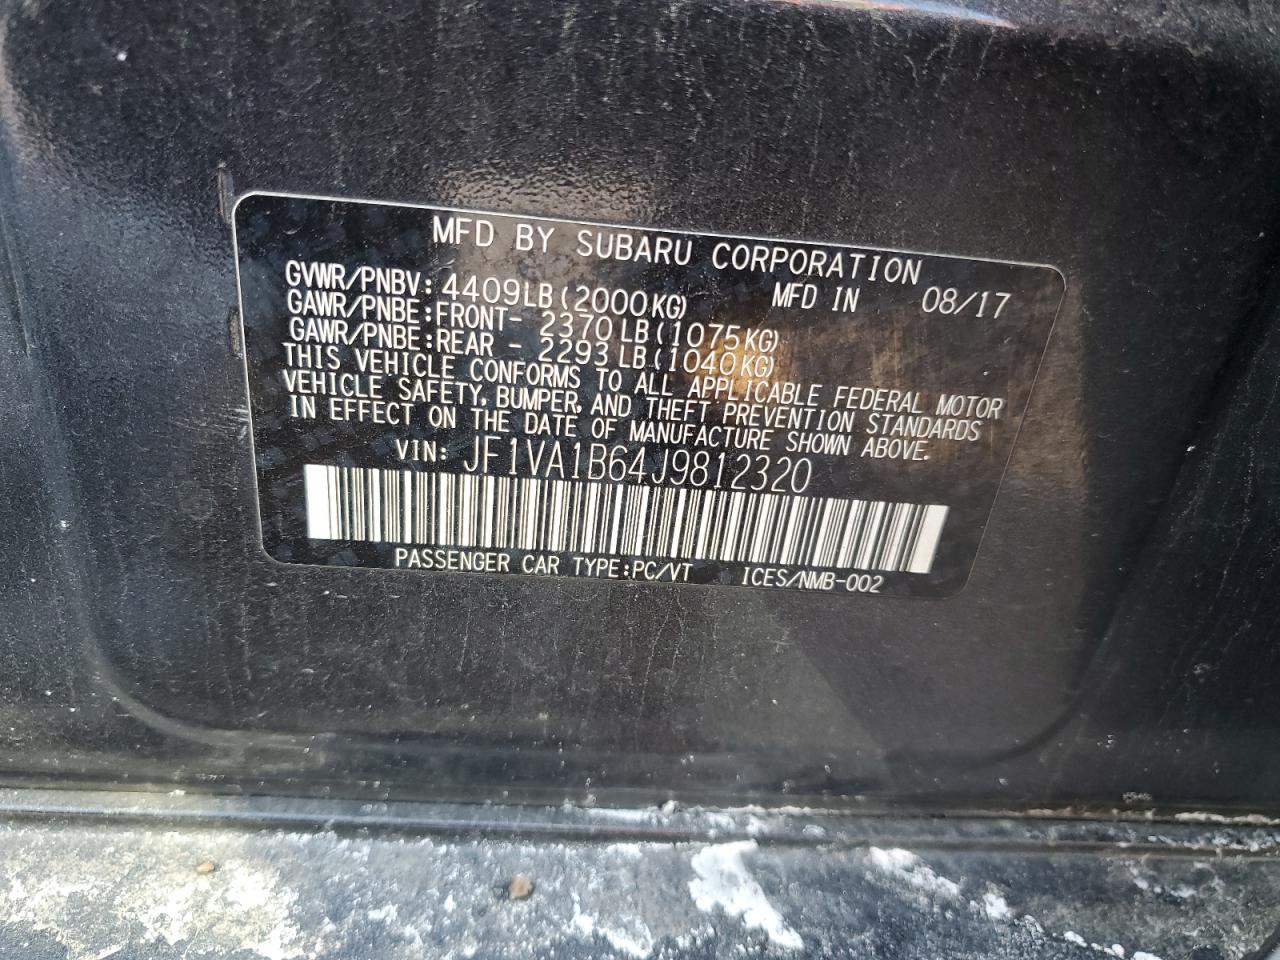 MFD BY SUBARU CORPORATION
GVWR/PNBV: 4409LB(2000KG) MFD IN 08/17
GAWR/PNBE:FRONT- 2370LB(1075KG)
GAWR/PNBE:REAR - 2293LB(1040KG)
THIS VEHICLE CONFORMS TO ALL APPLICABLE FEDERAL MOTOR
VEHICLE SAFETY, BUMPER, AND THEFT PREVENTION STANDARDS
IN EFFECT ON THE DATE OF MANUFACTURE SHOWN ABOVE.
VIN: JF1VA1B64J9812320
PASSENGER CAR TYPE:PC/VT ICES/NMB-002